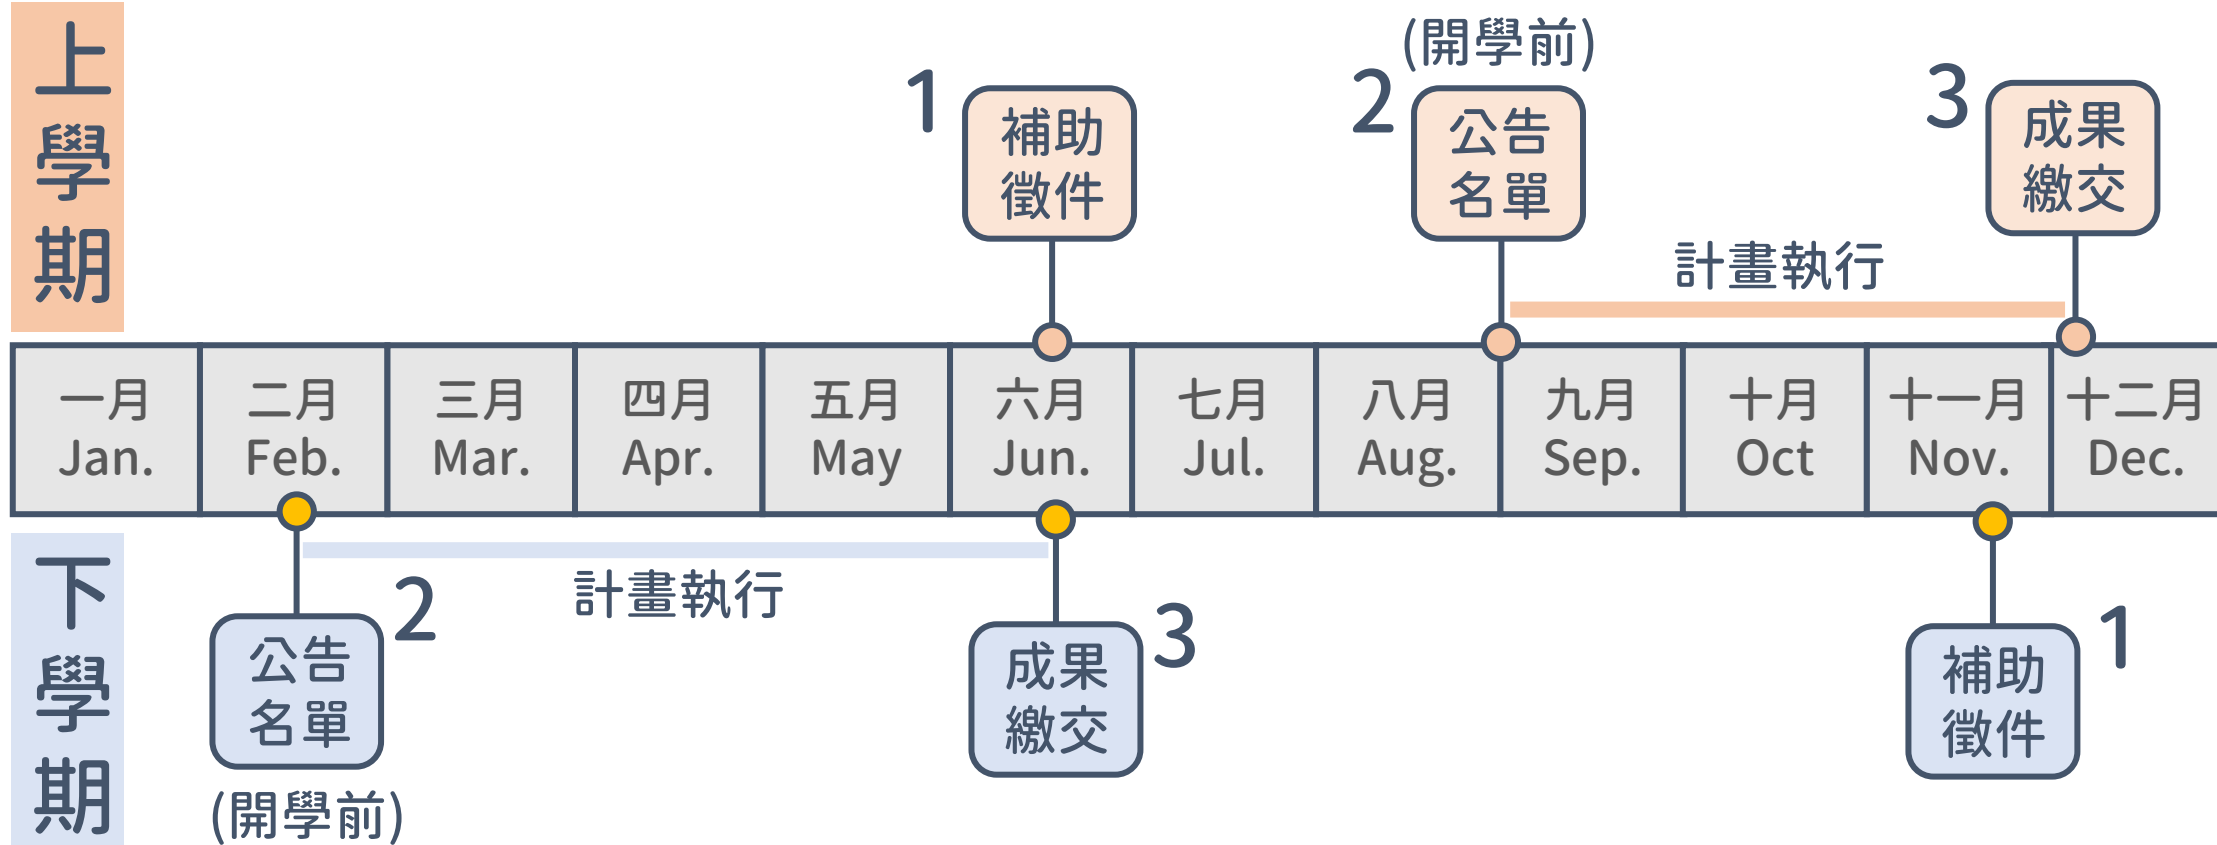 上學期
1
補助
徵件
2
(開學前)
公告
名單
計畫執行
3
成果
繳交
一月
Jan.
二月
Feb.
三月
Mar.
四月
Apr.
五月
May
六月
Jun.
七月
Jul.
八月
Aug.
九月
Sep.
十月
Oct
十一月
Nov.
十二月
Dec.
下學期
公告
名單
2
(開學前)
計畫執行
成果
繳交
3
補助
徵件
1